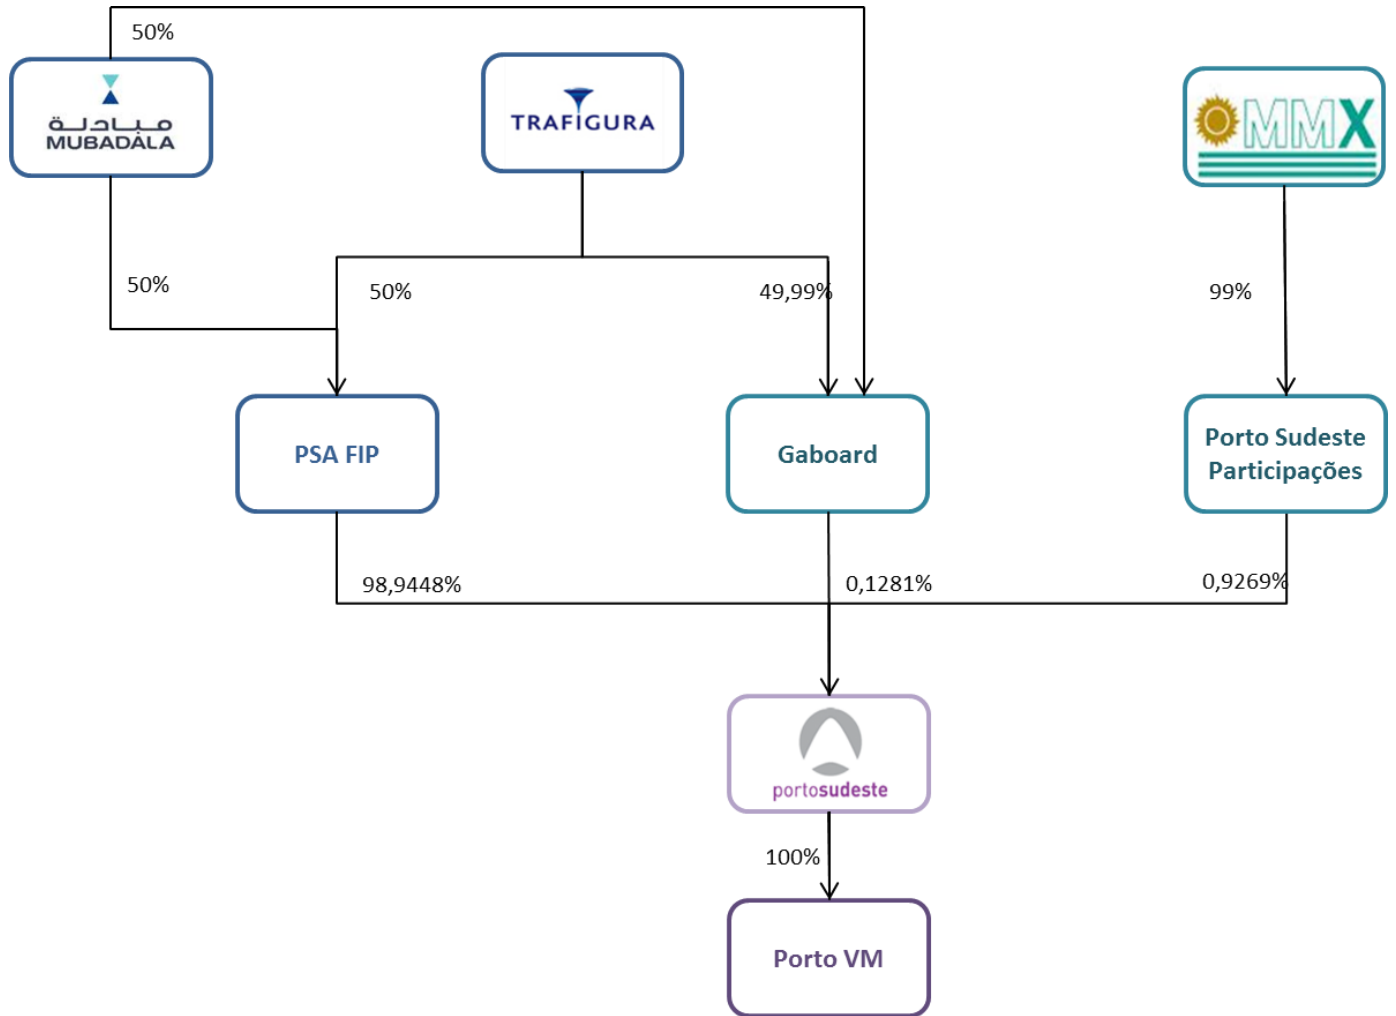 50%
مبادلة
MUBADALA
TRAFIGURA
MMX
50%
50%
49,99%
99%
PSA FIP
Gaboard
Porto Sudeste
Participações
98,9448%
0,1281%
0,9269%
portosudeste
100%
Porto VM